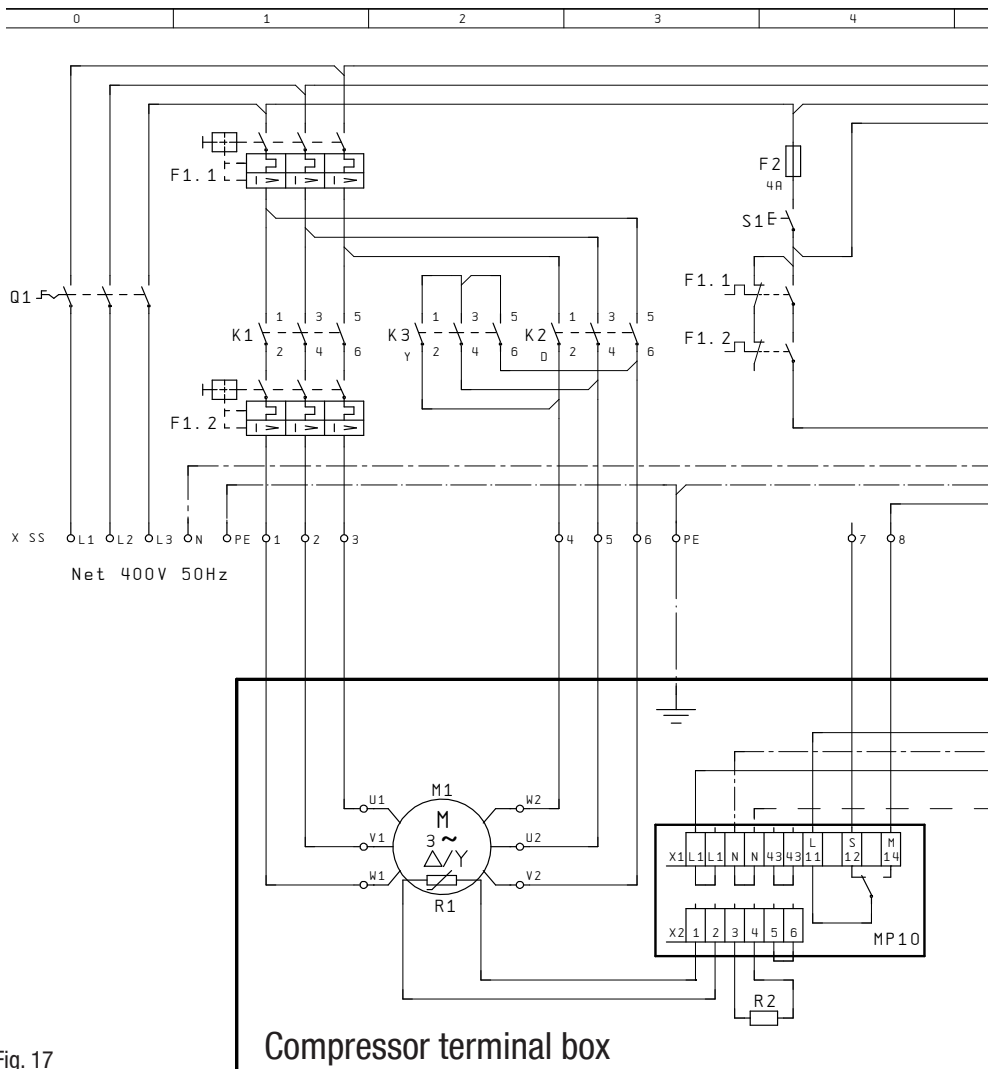 0 1 2 3 4
F1.1
I> I> I>
F2
4A
S1
Q1
F1.1
1 3 5 1 3 5 1 3 5
K1 K3 K2
2 4 6 Y 2 4 6 D 2 4 6
F1.2
F1.2
I> I> I>
X SS L1 L2 L3 N PE 1 2 3 4 5 6 PE 7 8
Net 400V 50Hz
M1
U1 W2
M
3 ~
V1 U2
△/Y
W1 V2
R1
L S M
X1 L1 L1 N N 43 43 11 12 14
X2 1 2 3 4 5 6
MP10
R2
Compressor terminal box
Fig. 17